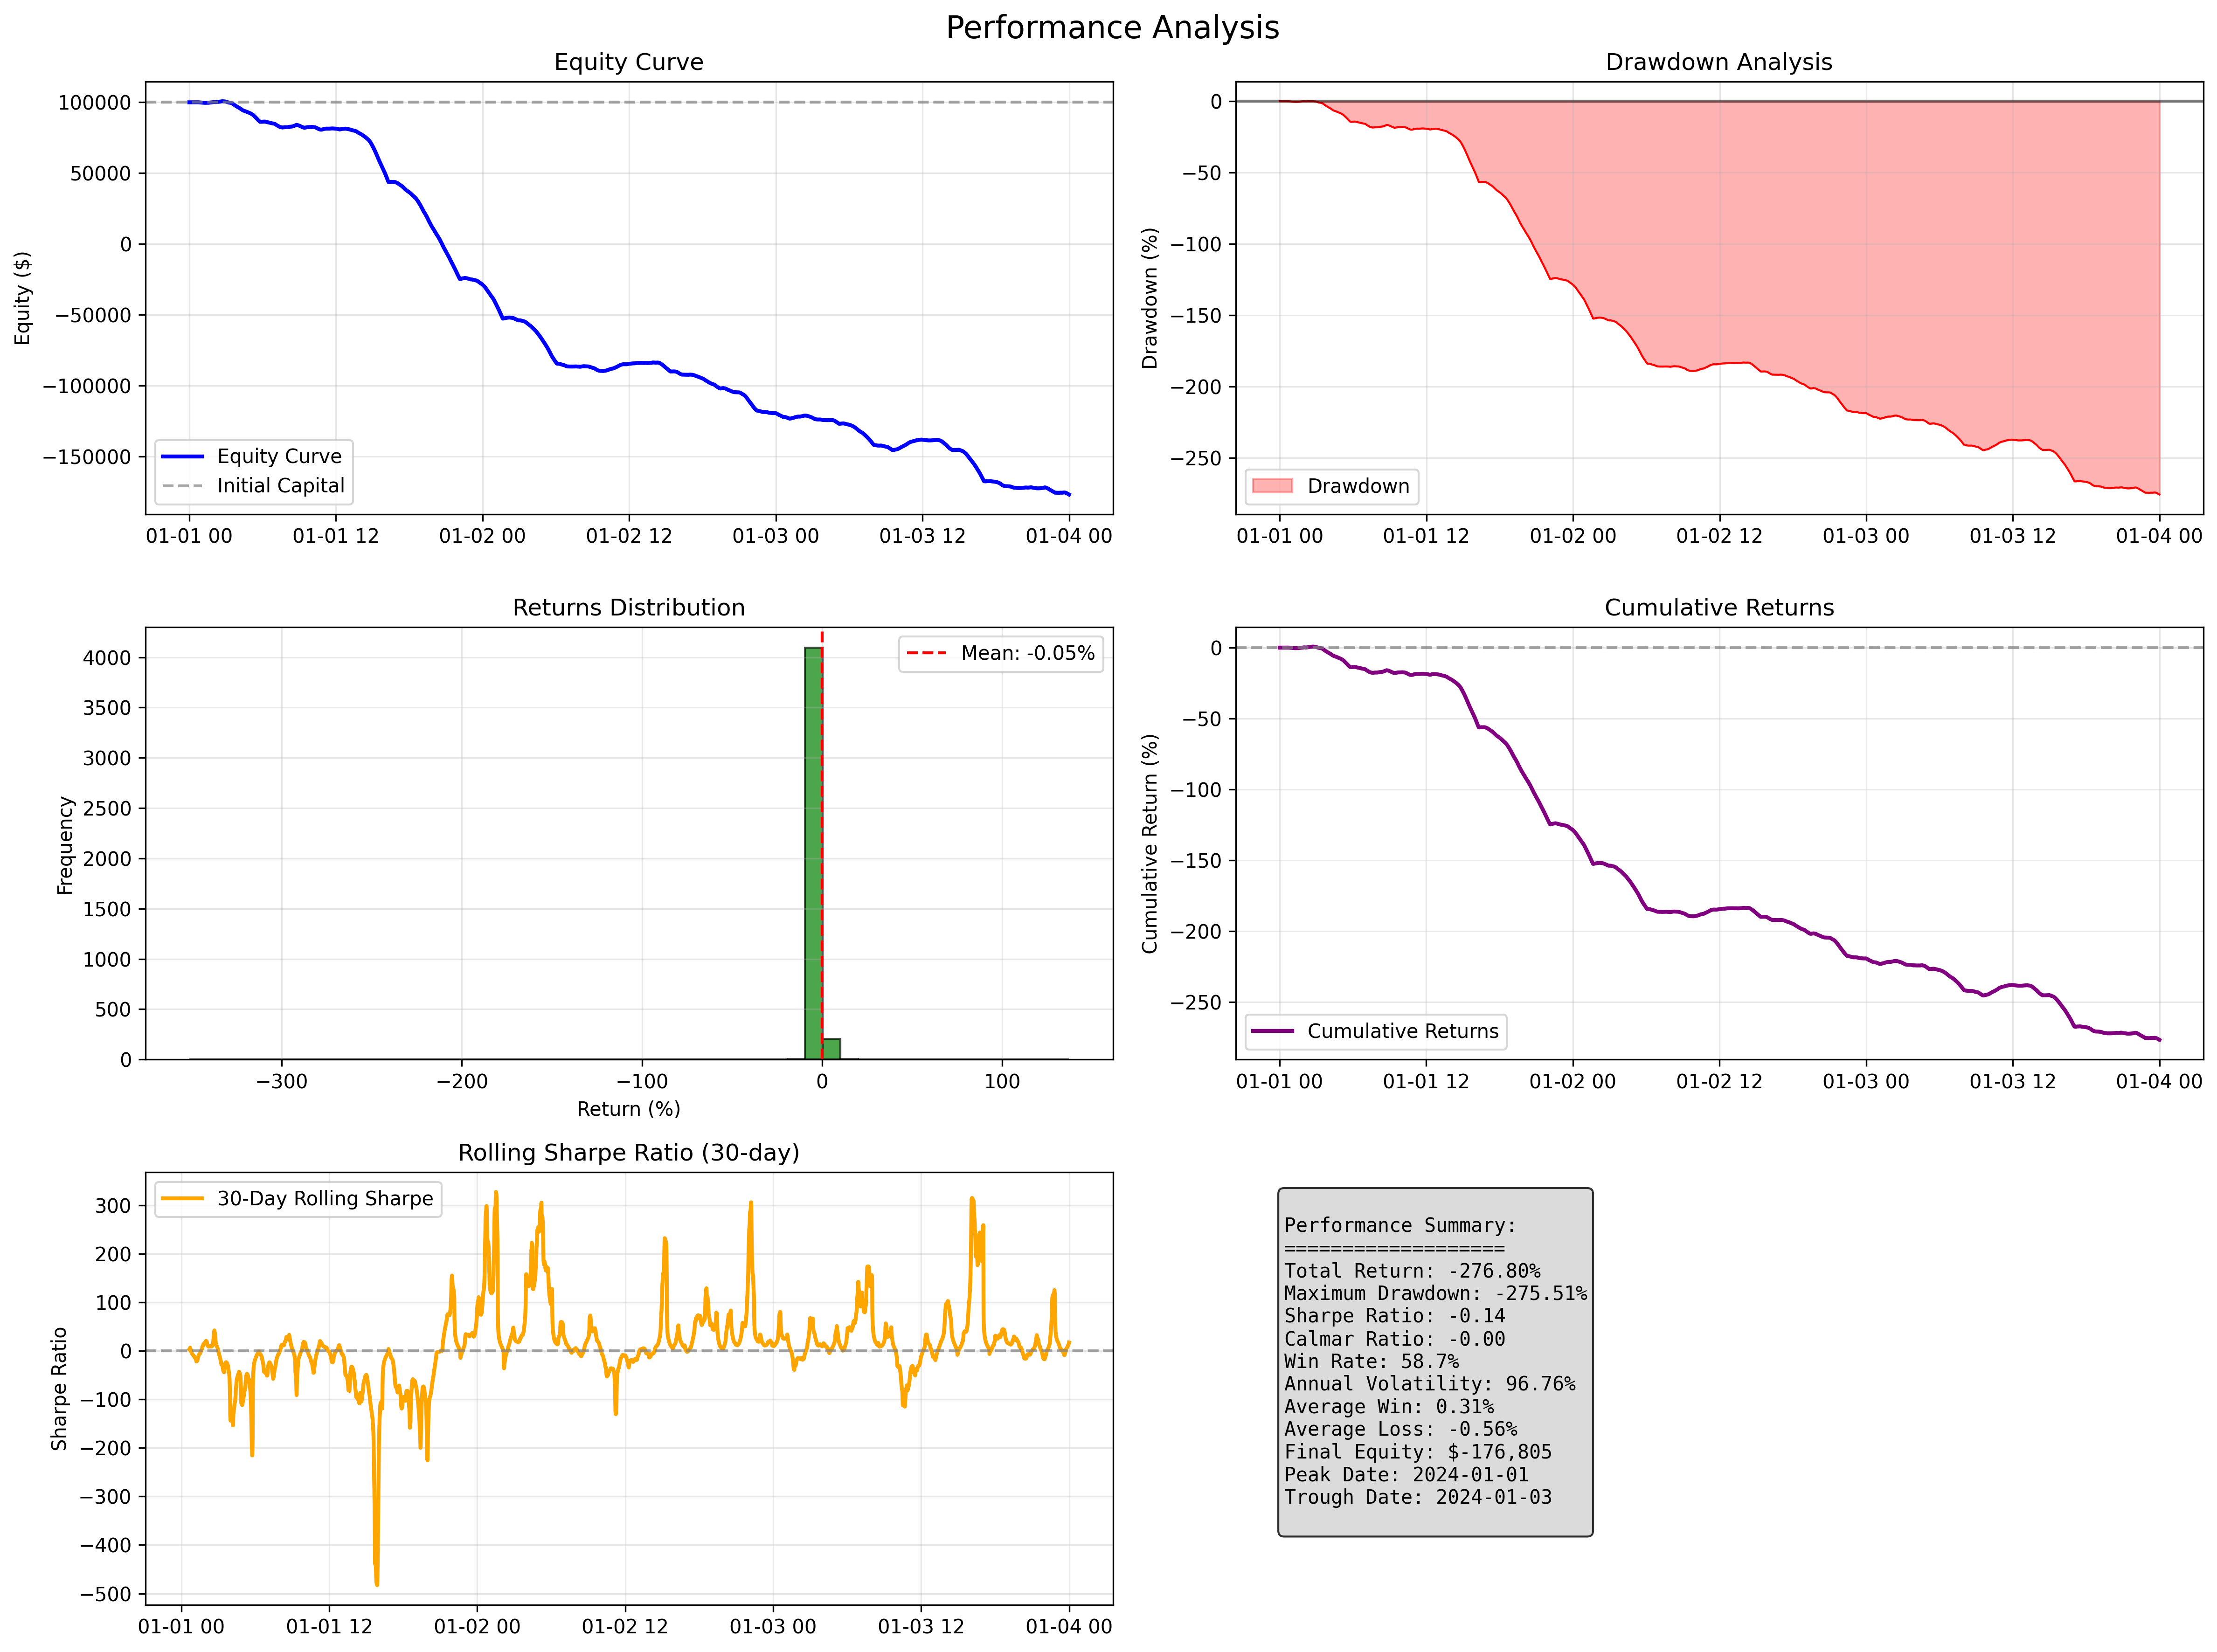 Performance Analysis
Equity Curve
Equity ($)
100000
50000
0
−50000
−100000
−150000
Equity Curve
Initial Capital
01-01 00
01-01 12
01-02 00
01-02 12
01-03 00
01-03 12
01-04 00
Drawdown Analysis
Drawdown (%)
0
−50
−100
−150
−200
−250
Drawdown
01-01 00
01-01 12
01-02 00
01-02 12
01-03 00
01-03 12
01-04 00
Returns Distribution
Frequency
4000
3500
3000
2500
2000
1500
1000
500
0
Mean: -0.05%
−300
−200
−100
0
100
Return (%)
Cumulative Returns
Cumulative Return (%)
0
−50
−100
−150
−200
−250
Cumulative Returns
01-01 00
01-01 12
01-02 00
01-02 12
01-03 00
01-03 12
01-04 00
Rolling Sharpe Ratio (30-day)
Sharpe Ratio
30-Day Rolling Sharpe
300
200
100
0
−100
−200
−300
−400
−500
01-01 00
01-01 12
01-02 00
01-02 12
01-03 00
01-03 12
01-04 00
Performance Summary:
===================
Total Return: -276.80%
Maximum Drawdown: -275.51%
Sharpe Ratio: -0.14
Calmar Ratio: -0.00
Win Rate: 58.7%
Annual Volatility: 96.76%
Average Win: 0.31%
Average Loss: -0.56%
Final Equity: $-176,805
Peak Date: 2024-01-01
Trough Date: 2024-01-03